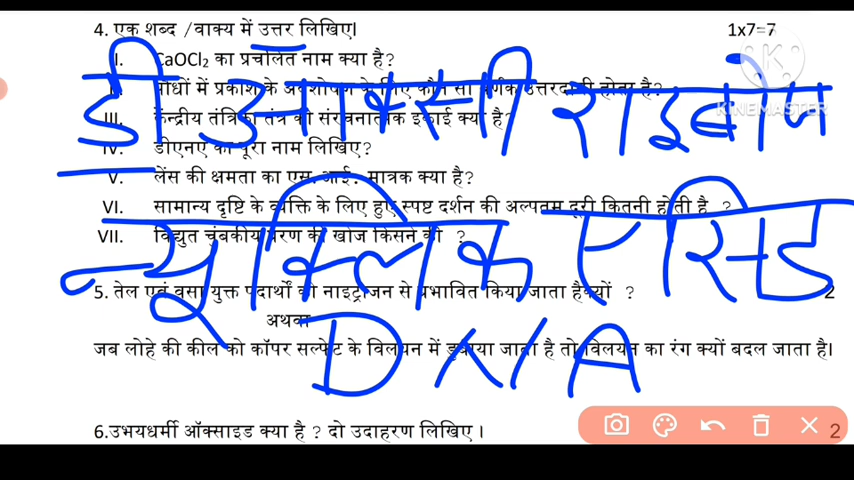 4. एक शब्द /वाक्य में उत्तर लिखिए। 1x7=7
I. CaOCl₂ का प्रचलित नाम क्या है?
II. पौधों में प्रकाश के अवशोषण के लिए कौन सा वर्णक उत्तरदायी होता है?
III. केंद्रीय तंत्रिका तंत्र की संरचनात्मक इकाई क्या है?
IV. डीएनए का पूरा नाम लिखिए?
V. लेंस की क्षमता का एस. आई. मात्रक क्या है?
VI. सामान्य दृष्टि के व्यक्ति के लिए हुए स्पष्ट दर्शन की अल्पतम दूरी कितनी होती है ?
VII. विद्युत चुंबकीय प्रेरण की खोज किसने की ?
डी आक्सी राइबोज
न्यूक्लिक एसिड
DNA
5. तेल एवं वसा युक्त पदार्थों को नाइट्रोजन से प्रभावित किया जाता हैक्यों ? 2
अथवा
जब लोहे की कील को कॉपर सल्फेट के विलयन में डुबाया जाता है तो विलयन का रंग क्यों बदल जाता है।
6.उभयधर्मी ऑक्साइड क्या है ? दो उदाहरण लिखिए । 2
KINEMASTER